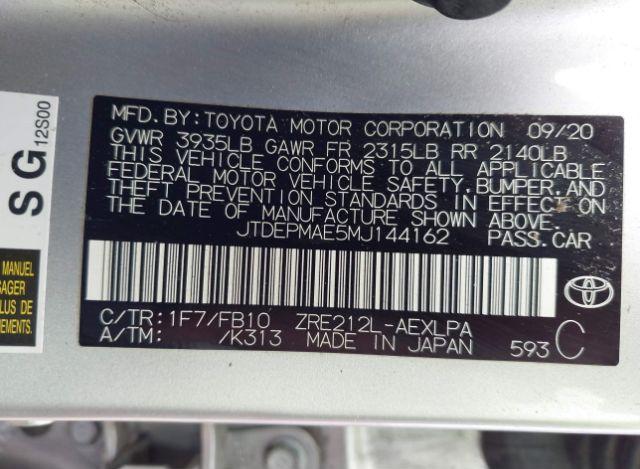 MFD. BY: TOYOTA MOTOR CORPORATION 09/20
GVWR 3935LB GAWR FR 2315LB RR 2140LB
THIS VEHICLE CONFORMS TO ALL APPLICABLE
FEDERAL MOTOR VEHICLE SAFETY, BUMPER, AND
THEFT PREVENTION STANDARDS IN EFFECT ON
THE DATE OF MANUFACTURE SHOWN ABOVE.
JTDEPMAE5MJ144162 PASS.CAR
C/TR: 1F7/FB10 ZRE212L-AEXLPA
A/TM: /K313 MADE IN JAPAN 593 C
SG 12S00
MANUEL
SAGER
PLUS DE
NEMENTS.